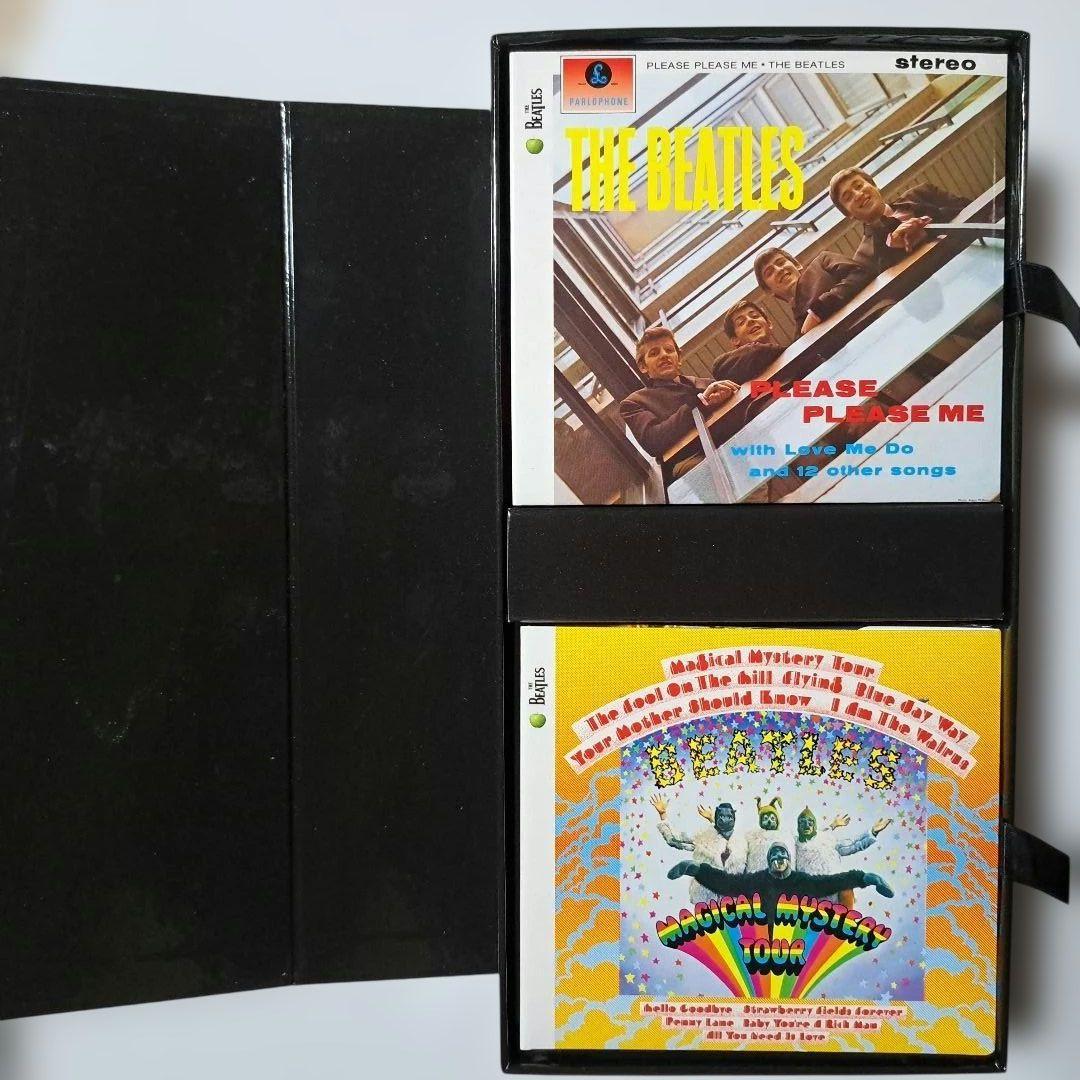 THE
BEATLES
PARLOPHONE
PLEASE PLEASE ME • THE BEATLES
stereo
THE BEATLES
PLEASE
PLEASE ME
with Love Me Do
and 12 other songs
THE
BEATLES
Magical Mystery Tour
The Fool On The Hill Flying Blue Jay Way
Your Mother Should Know I Am The Walrus
BEATLES
MAGICAL MYSTERY
TOUR
Hello Goodbye Strawberry Fields Forever
Penny Lane Baby You're A Rich Man
All You Need Is Love